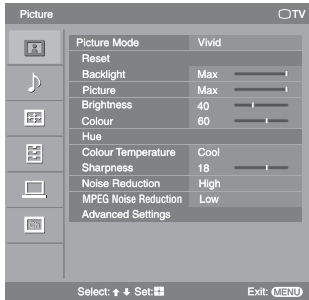 Picture TV
Picture Mode Vivid
Reset
Backlight Max
Picture Max
Brightness 40
Colour 60
Hue
Colour Temperature Cool
Sharpness 18
Noise Reduction High
MPEG Noise Reduction Low
Advanced Settings
Select: Set: Exit: MENU